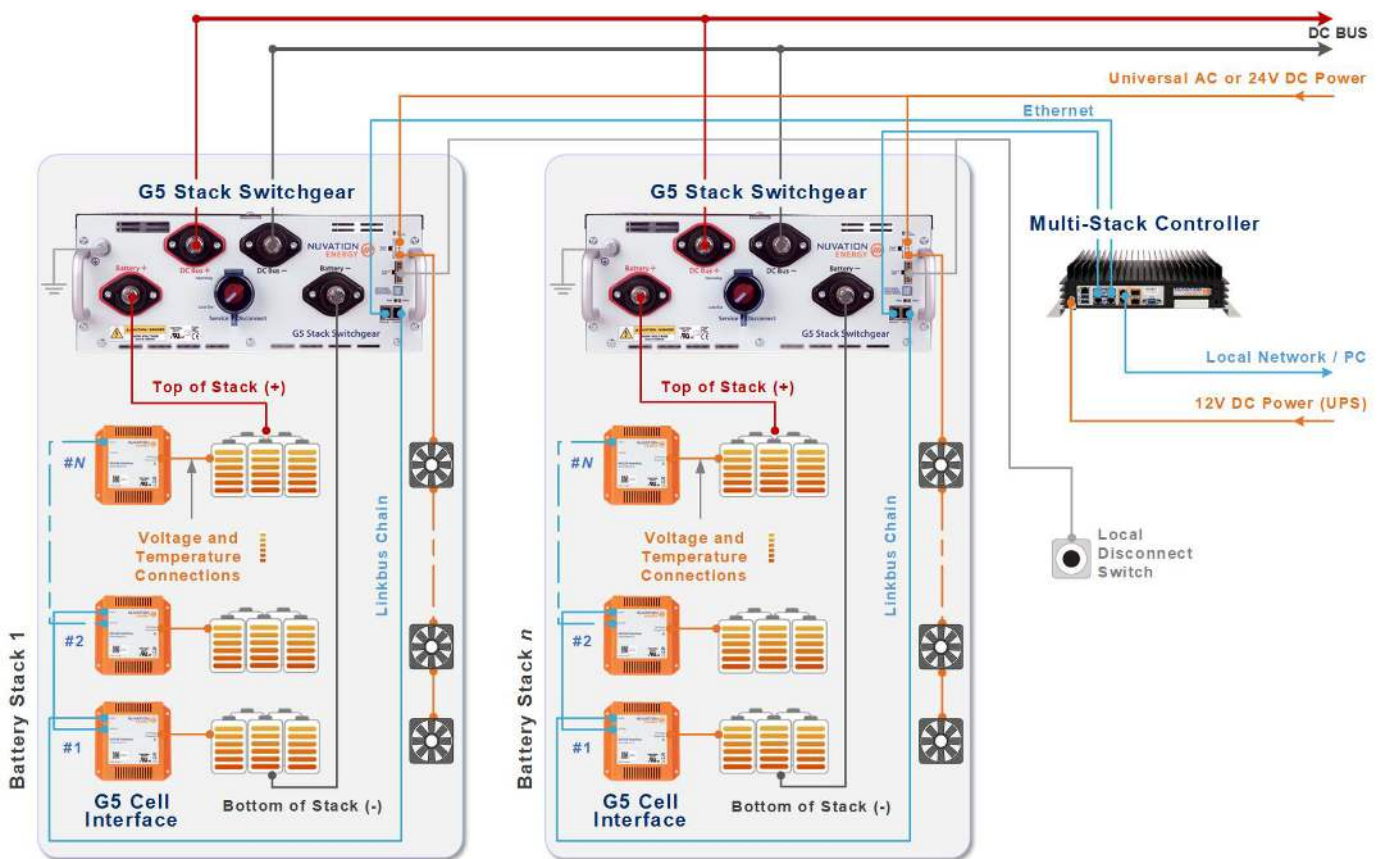 DC BUS
Universal AC or 24V DC Power
Ethernet
G5 Stack Switchgear
NUVATION
ENERGY
Battery+
DC Bus +
DC Bus −
Battery −
Service
Disconnect
G5 Stack Switchgear
Top of Stack (+)
#N
Voltage and
Temperature
Connections
Linkbus Chain
#2
#1
G5 Cell
Interface
Bottom of Stack (-)
Battery Stack 1
G5 Stack Switchgear
NUVATION
ENERGY
Battery+
DC Bus +
DC Bus −
Battery −
Service
Disconnect
G5 Stack Switchgear
Top of Stack (+)
#N
Voltage and
Temperature
Connections
Linkbus Chain
#2
#1
G5 Cell
Interface
Bottom of Stack (-)
Battery Stack n
Multi-Stack Controller
Local Network / PC
12V DC Power (UPS)
Local
Disconnect
Switch